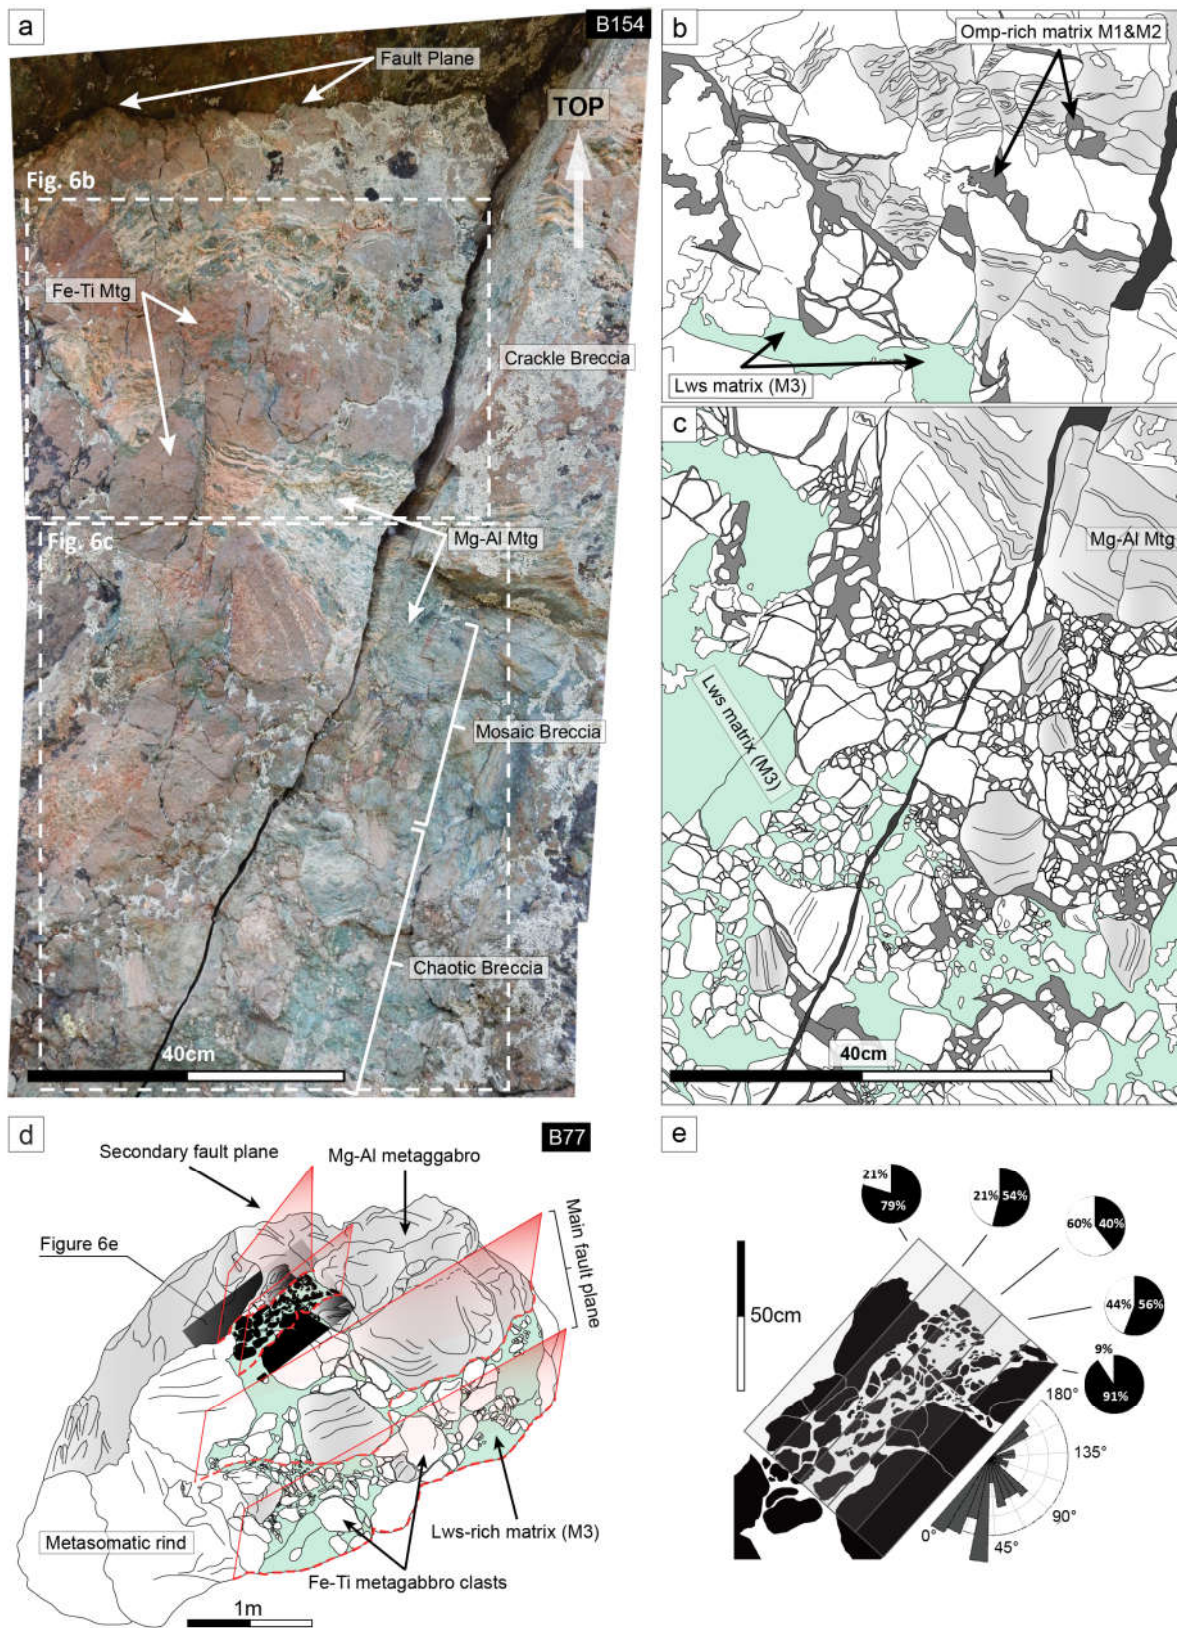 a
B154
Fault Plane
TOP
Fig. 6b
Fe-Ti Mtg
Crackle Breccia
Fig. 6c
Mg-Al Mtg
Mosaic Breccia
Chaotic Breccia
40cm
b
Omp-rich matrix M1&M2
Lws matrix (M3)
c
Mg-Al Mtg
Lws matrix (M3)
40cm
d
B77
Secondary fault plane
Mg-Al metaggabro
Figure 6e
Main fault plane
Metasomatic rind
Lws-rich matrix (M3)
Fe-Ti metagabbro clasts
1m
e
21%
79%
21% 54%
60% 40%
44% 56%
9%
91%
50cm
180°
135°
90°
45°
0°